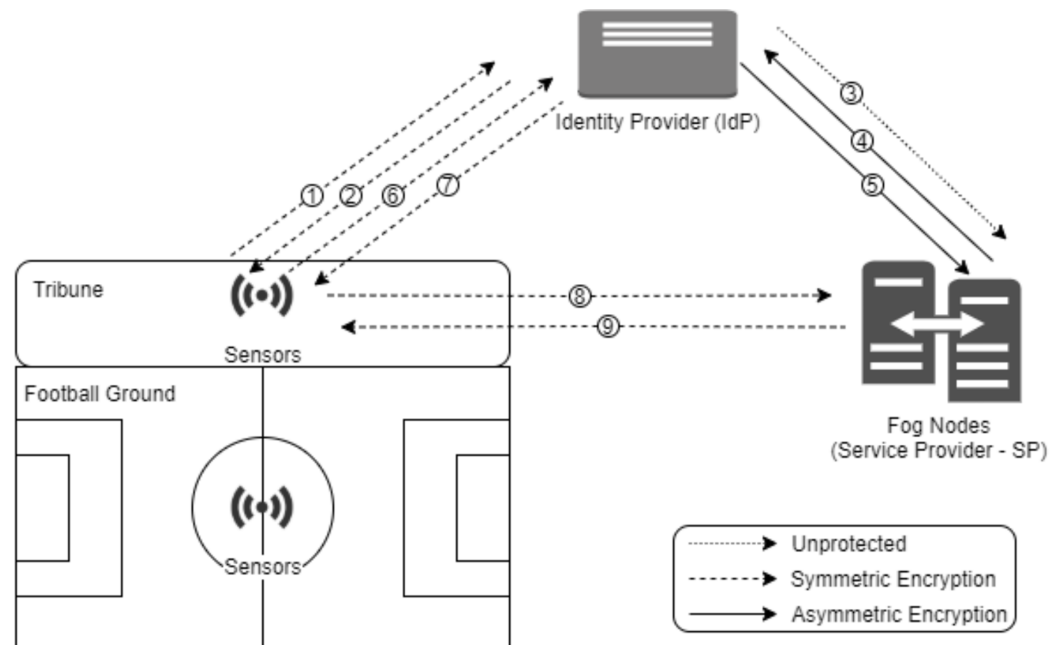 Identity Provider (IdP)
③
④
⑤
①
②
⑥
⑦
Tribune
Sensors
⑧
⑨
Football Ground
Fog Nodes
(Service Provider - SP)
Sensors
Unprotected
Symmetric Encryption
Asymmetric Encryption